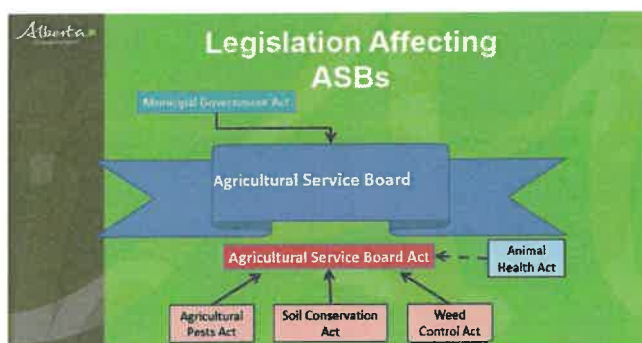 Alberta
Legislation Affecting
ASBs
Municipal Government Act
Agricultural Service Board
Agricultural Service Board Act
Animal
Health Act
Agricultural
Pests Act
Soil Conservation
Act
Weed
Control Act